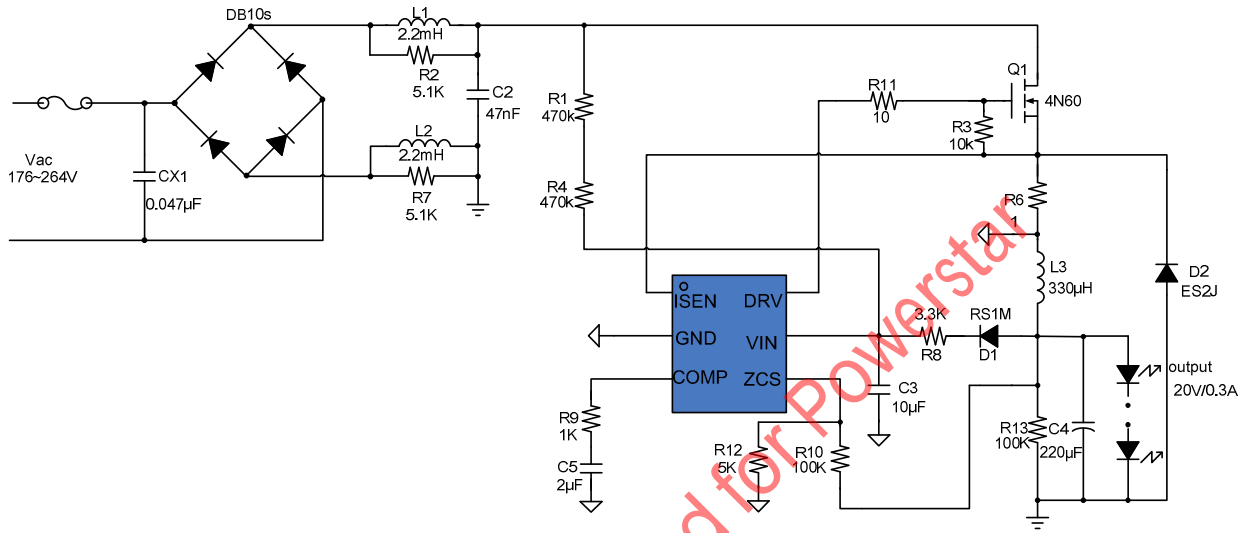 DB10s
L1
2.2mH
R2
5.1K
C2
47nF
L2
2.2mH
R7
5.1K
Vac
176~264V
CX1
0.047µF
R1
470k
R4
470k
R11
10
Q1
4N60
R3
10k
R6
1
L3
330µH
D2
ES2J
ISEN
DRV
GND
VIN
COMP
ZCS
3.3K
R8
RS1M
D1
C3
10µF
R9
1K
C5
2µF
R12
5K
R10
100K
R13
100K
C4
220µF
output
20V/0.3A
d for Powerstar